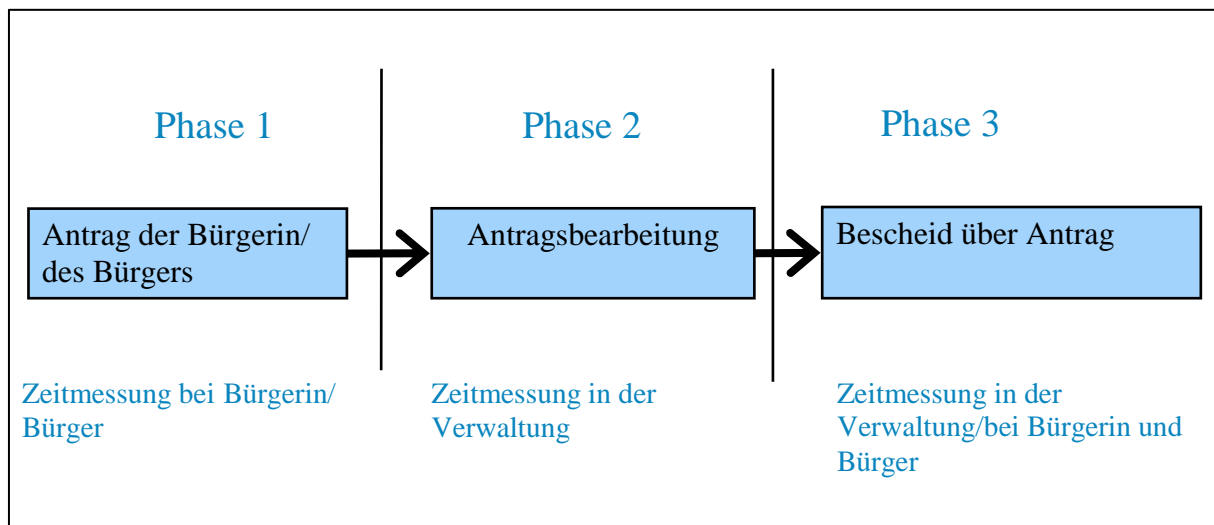 Phase 1
Phase 2
Phase 3
Antrag der Bürgerin/
des Bürgers
Antragsbearbeitung
Bescheid über Antrag
Zeitmessung bei Bürgerin/
Bürger
Zeitmessung in der
Verwaltung
Zeitmessung in der
Verwaltung/bei Bürgerin und
Bürger